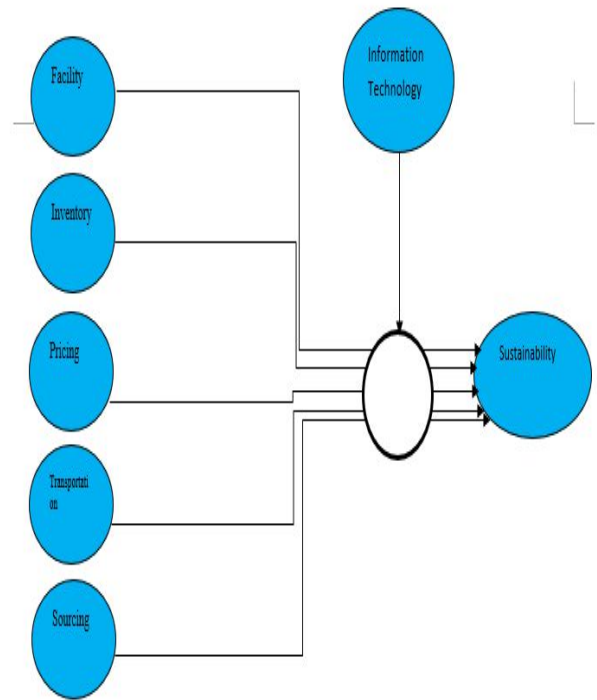 Facility
Information
Technology
Inventory
Pricing
Sustainability
Transportati
on
Sourcing